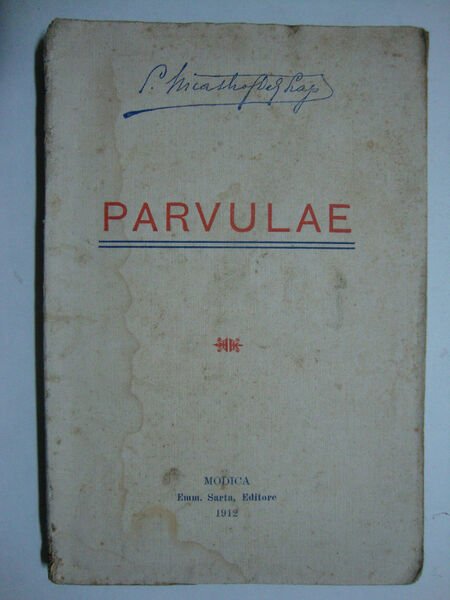 PARVULAE
MODICA
Emm. Sarta, Editore
1912